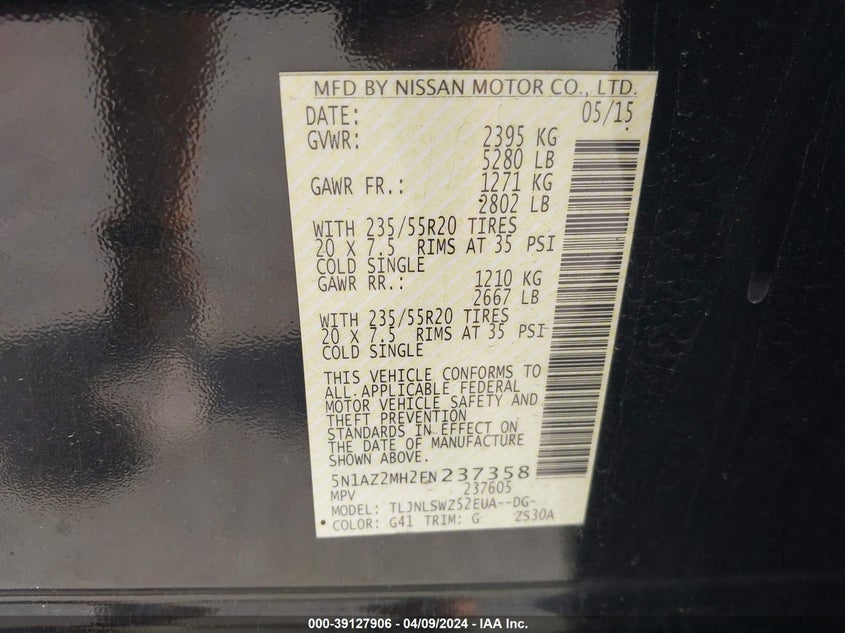 MFD BY NISSAN MOTOR CO., LTD.
DATE: 05/15
GVWR: 2395 KG
5280 LB
GAWR FR.: 1271 KG
2802 LB
WITH 235/55R20 TIRES
20 X 7.5 RIMS AT 35 PSI
COLD SINGLE
GAWR RR.: 1210 KG
2667 LB
WITH 235/55R20 TIRES
20 X 7.5 RIMS AT 35 PSI
COLD SINGLE
THIS VEHICLE CONFORMS TO
ALL APPLICABLE FEDERAL
MOTOR VEHICLE SAFETY AND
THEFT PREVENTION
STANDARDS IN EFFECT ON
THE DATE OF MANUFACTURE
SHOWN ABOVE.
5N1AZ2MH2EN237358
MPV 237605
MODEL: TLJNLSWZ52EUA--DG-
COLOR: G41 TRIM: G ZS30A
000-39127906 - 04/09/2024 - IAA Inc.